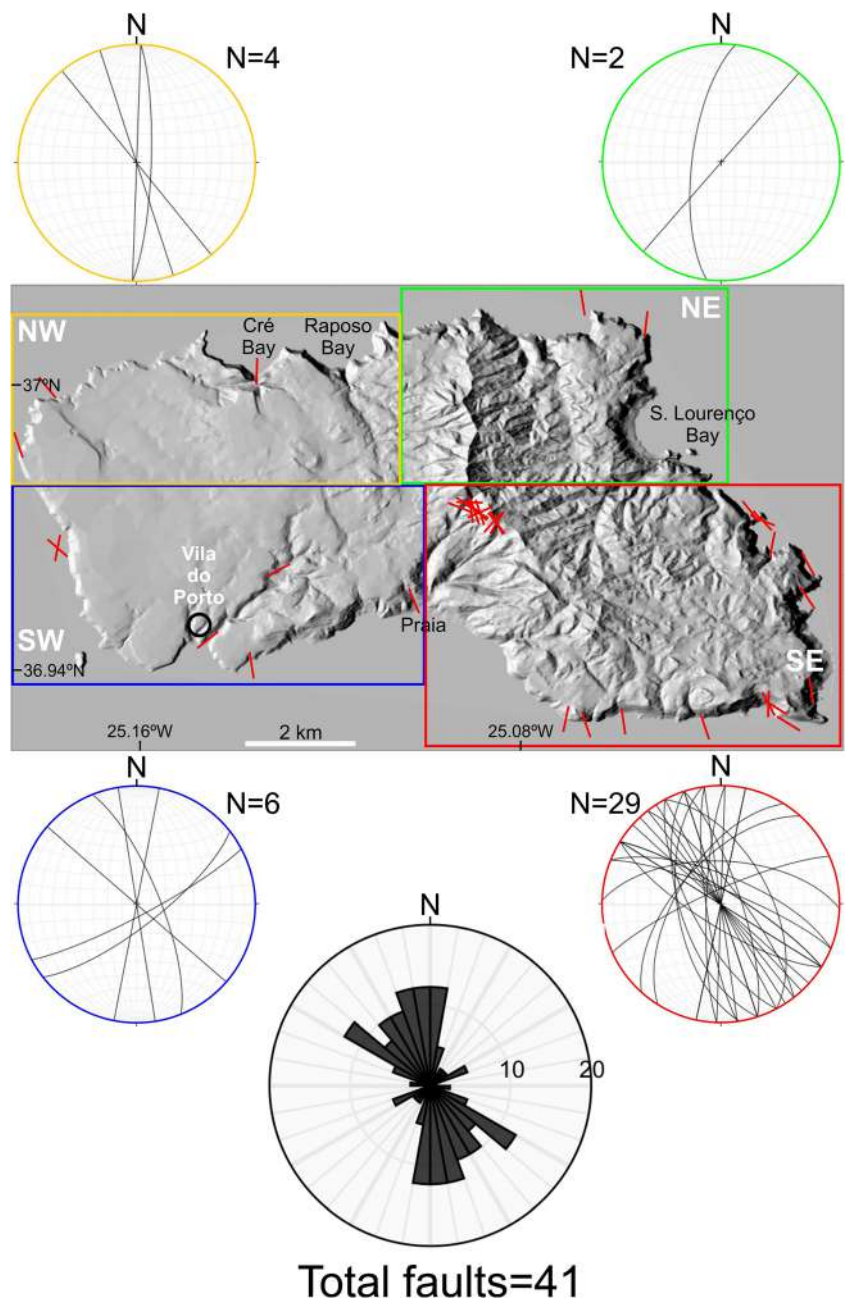 N
N=4
N
N=2
NW
Cré
Bay
Raposo
Bay
NE
37ºN
S. Lourenço
Bay
Vila
do
Porto
Praia
SW
SE
36.94ºN
25.16ºW
2 km
25.08ºW
N
N=6
N
N=29
N
10
20
Total faults=41